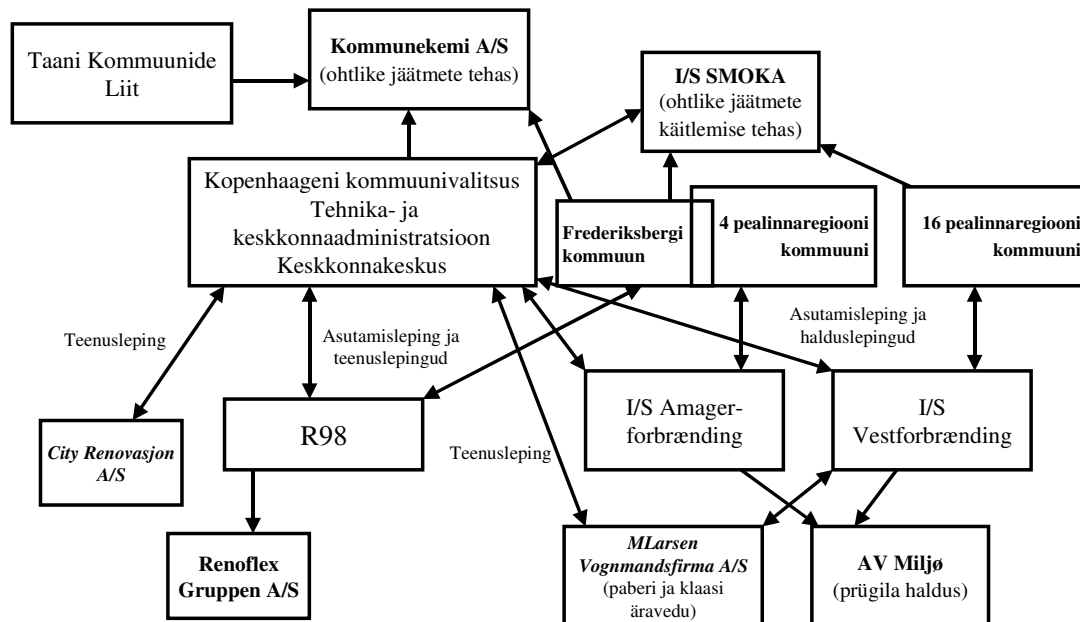 Taani Kommuunide
Liit
Kommunekemi A/S
(ohtlike jäätmete tehas)
I/S SMOKA
(ohtlike jäätmete
käitlemise tehas)
Kopenhaageni kommuunivalitsus
Tehnika- ja
keskkonnaadministratsioon
Keskkonnakeskus
Frederiksbergi
kommuun
4 pealinnaregiooni
kommuuni
16 pealinnaregiooni
kommuuni
Teenusleping
Asutamisleping ja
teenuslepingud
Asutamisleping ja
halduslepingud
City Renovasjon
A/S
R98
Teenusleping
I/S Amager-
forbrænding
I/S
Vestforbrænding
Renoflex
Gruppen A/S
MLarsen
Vognmandsfirma A/S
(paberi ja klaasi
äravedu)
AV Miljø
(prügila haldus)